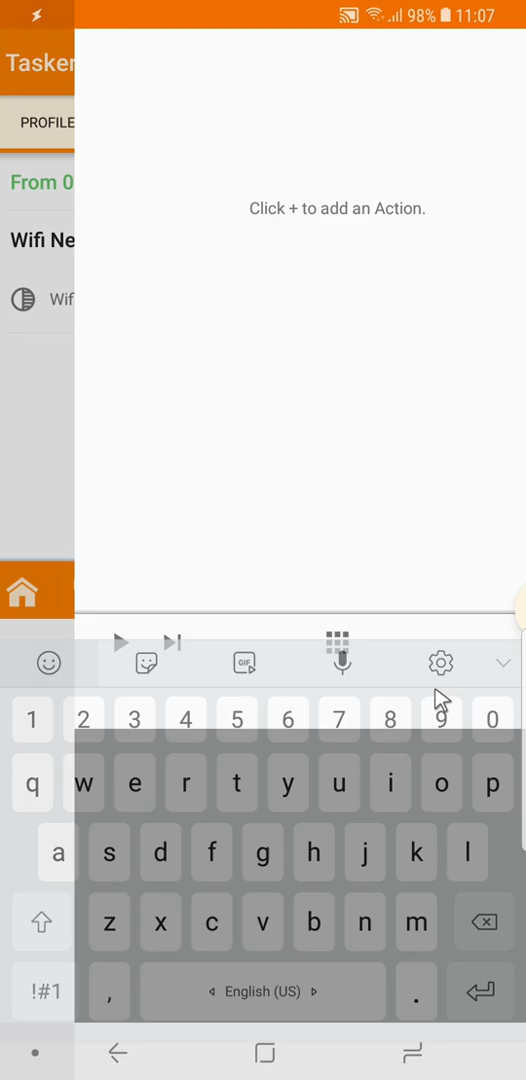 98% 11:07
Tasker
PROFILE
From 0
Click + to add an Action.
Wifi Ne
Wif
GIF
1 2 3 4 5 6 7 8 9 0
q w e r t y u i o p
a s d f g h j k l
z x c v b n m
!#1 , English (US) .